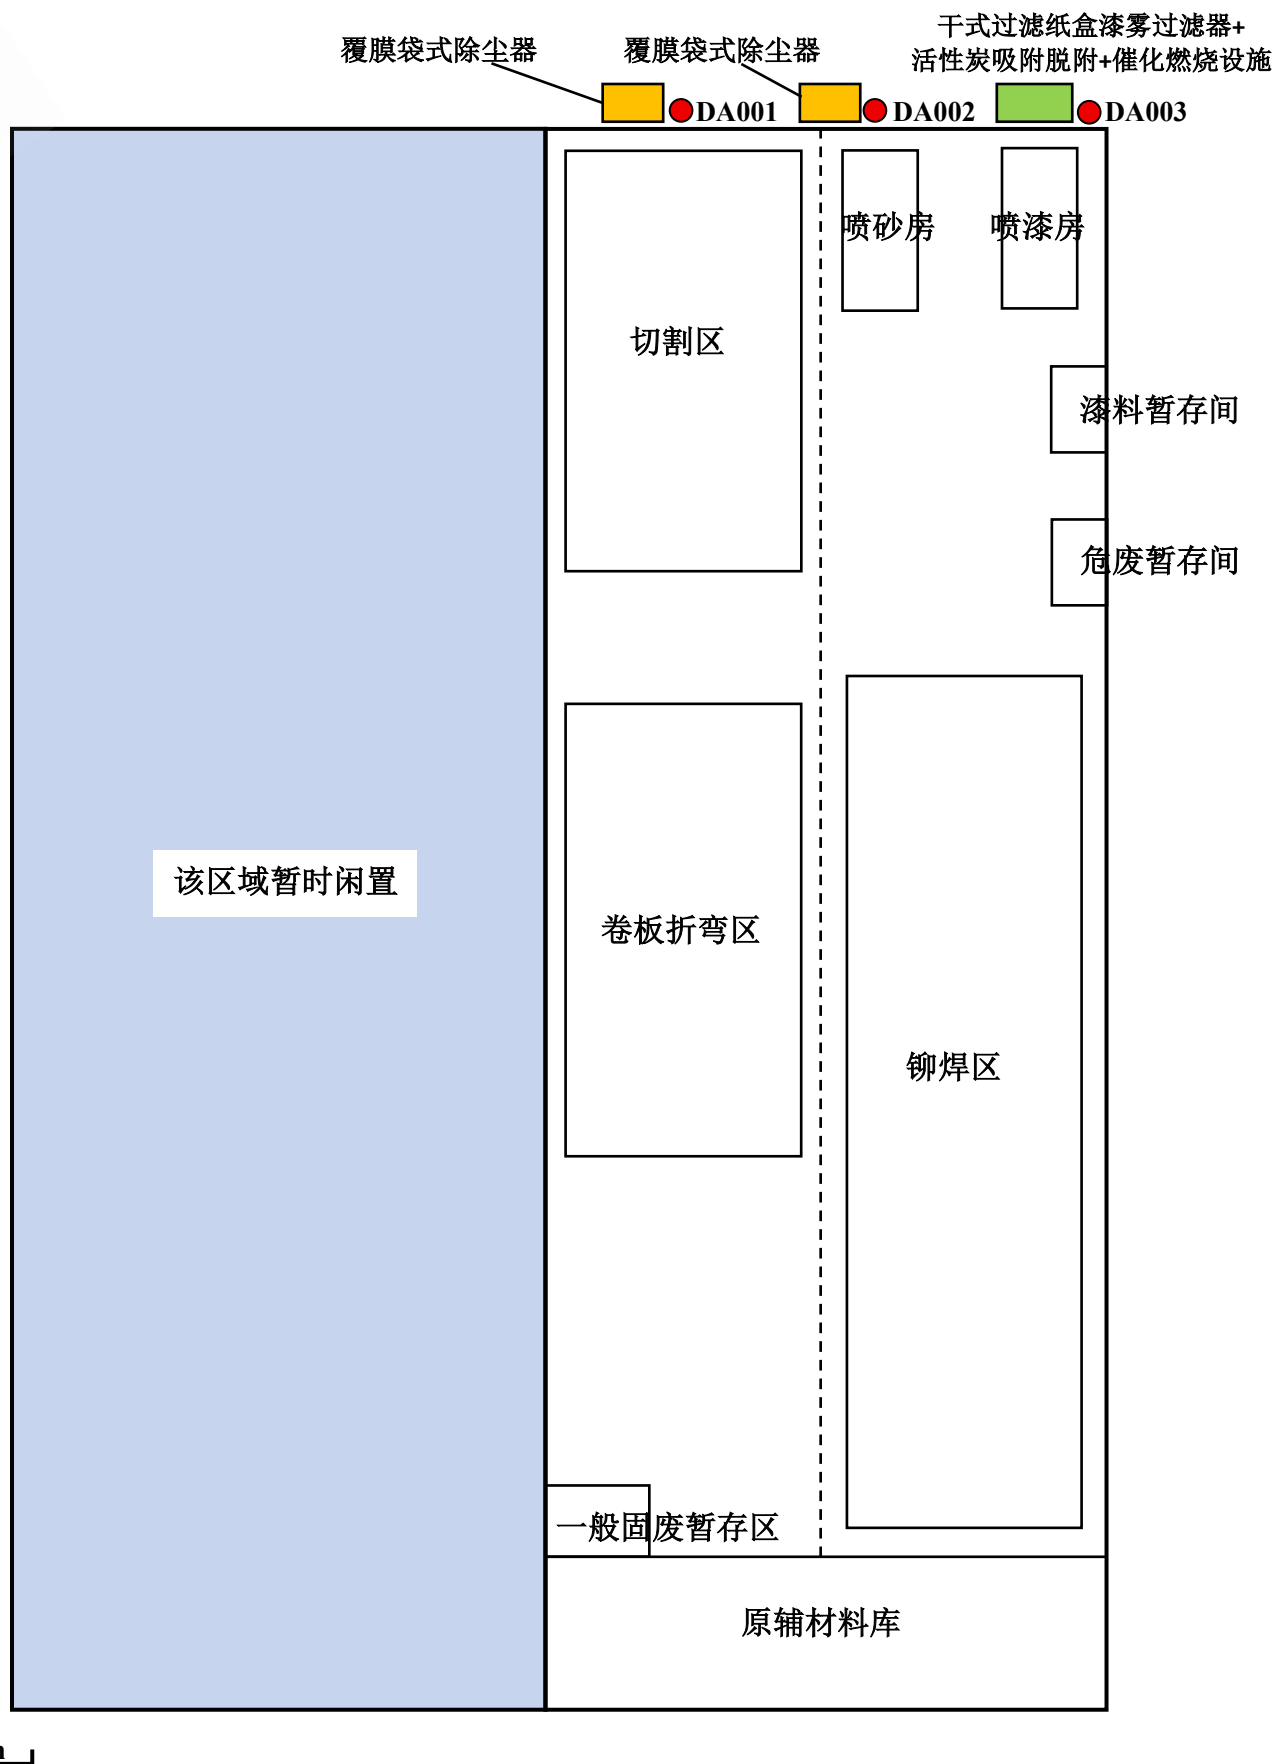 干式过滤纸盒漆雾过滤器+
活性炭吸附脱附+催化燃烧设施
覆膜袋式除尘器
覆膜袋式除尘器
DA001
DA002
DA003
喷砂房
喷漆房
切割区
漆料暂存间
危废暂存间
该区域暂时闲置
卷板折弯区
铆焊区
一般固废暂存区
原辅材料库